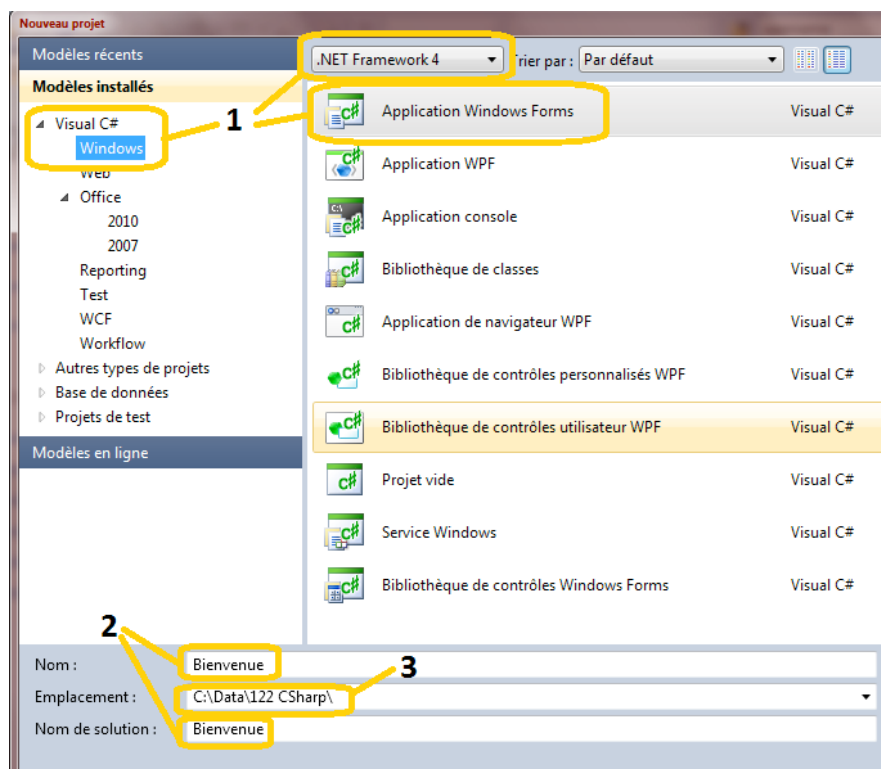 Nouveau projet
Modèles récents
.NET Framework 4
Trier par : Par défaut
Modèles installés
1
Visual C#
Windows
Web
Office
2010
2007
Reporting
Test
WCF
Workflow
Autres types de projets
Base de données
Projets de test
Modèles en ligne
Application Windows Forms Visual C#
Application WPF Visual C#
Application console Visual C#
Bibliothèque de classes Visual C#
Application de navigateur WPF Visual C#
Bibliothèque de contrôles personnalisés WPF Visual C#
Bibliothèque de contrôles utilisateur WPF Visual C#
Projet vide Visual C#
Service Windows Visual C#
Bibliothèque de contrôles Windows Forms Visual C#
2
Nom : Bienvenue
3
Emplacement : C:\Data\122 CSharp\
Nom de solution : Bienvenue